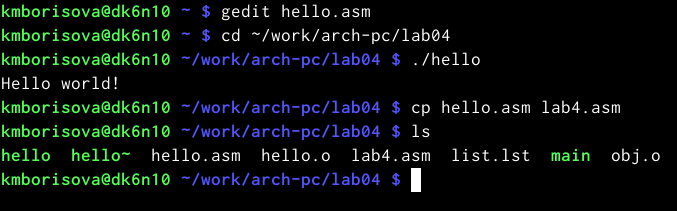 kmborisova@dk6n10 ~ $ gedit hello.asm
kmborisova@dk6n10 ~ $ cd ~/work/arch-pc/lab04
kmborisova@dk6n10 ~/work/arch-pc/lab04 $ ./hello
Hello world!
kmborisova@dk6n10 ~/work/arch-pc/lab04 $ cp hello.asm lab4.asm
kmborisova@dk6n10 ~/work/arch-pc/lab04 $ ls
hello  hello~  hello.asm  hello.o  lab4.asm  list.lst  main  obj.o
kmborisova@dk6n10 ~/work/arch-pc/lab04 $